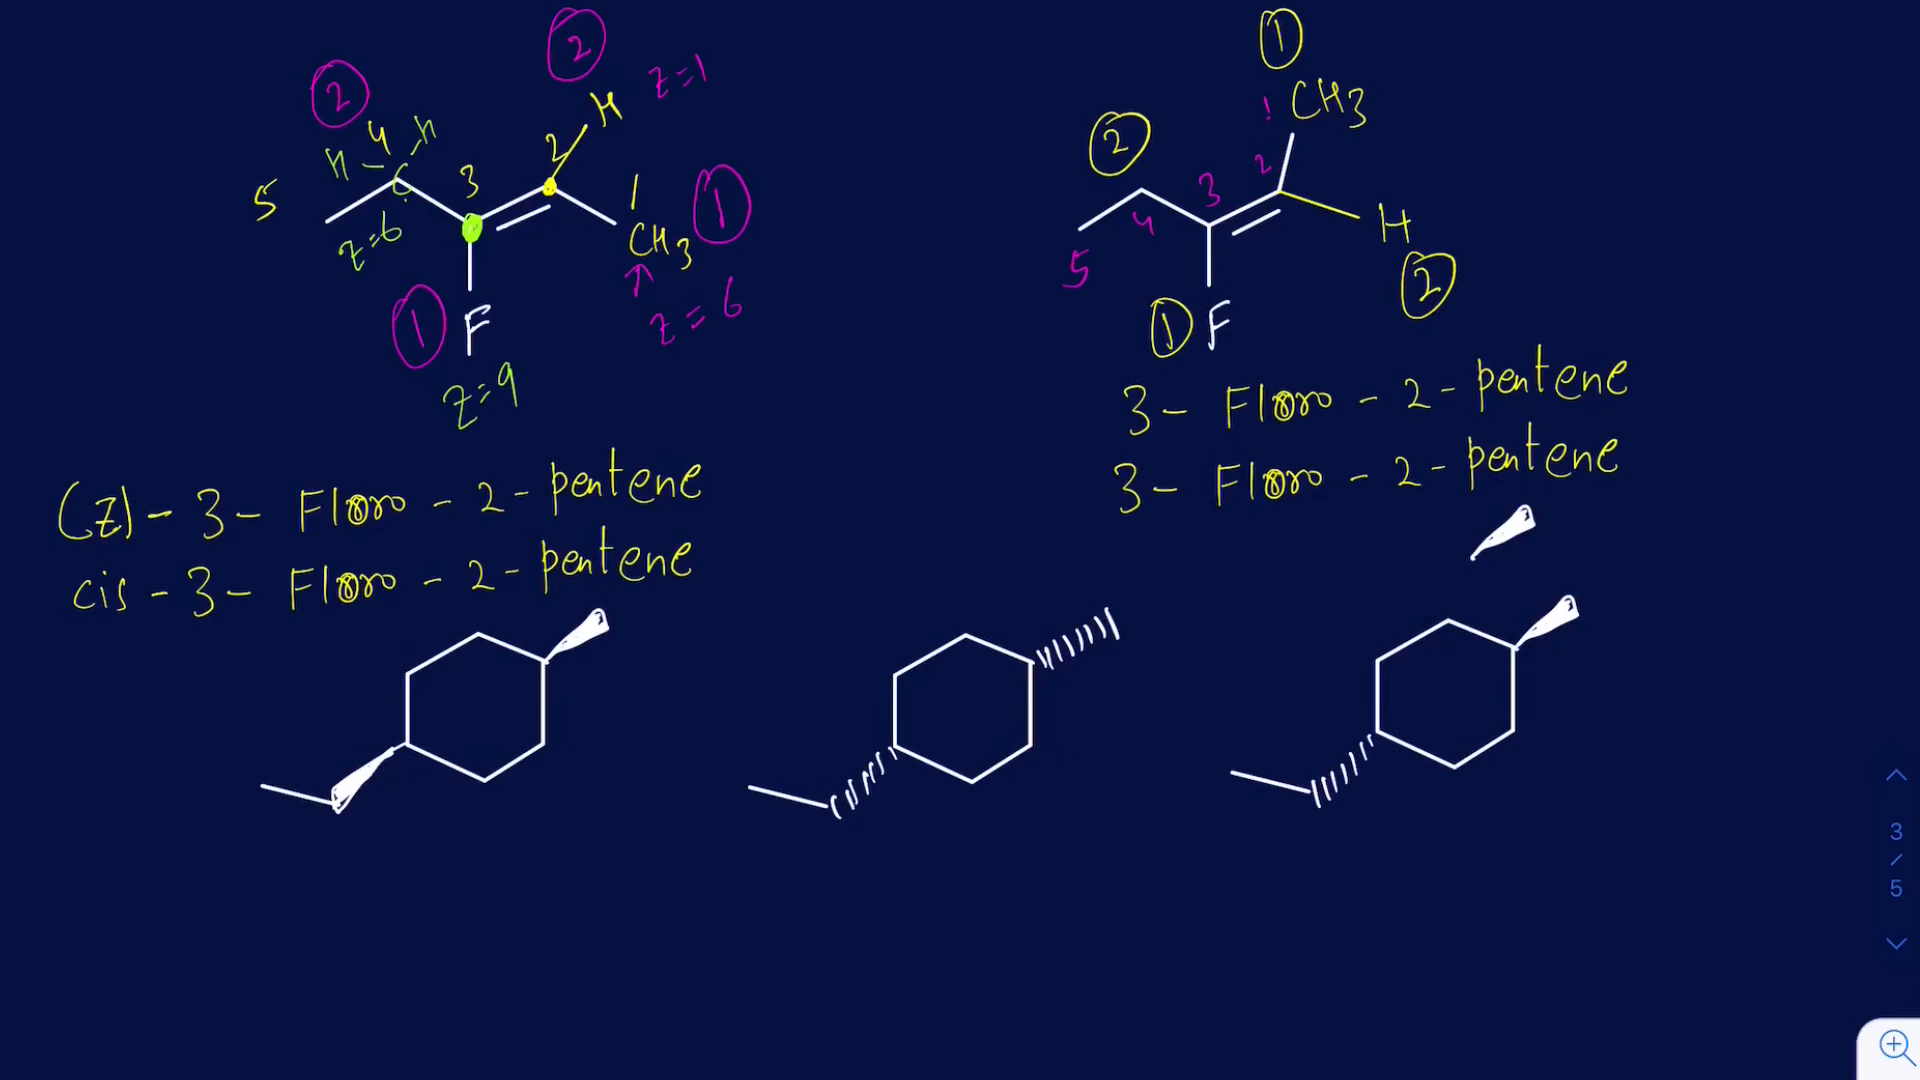 2
2
H z=1
4 H
H - C
5
z=6
3
2
1
CH3
1
z=6
1
F
z=9
(Z) - 3 - Floro - 2 - pentene
cis - 3 - Floro - 2 - pentene
1
CH3
1
2
2
3
4
5
H
2
1
F
3 - Floro - 2 - pentene
3 - Floro - 2 - pentene
3
/
5